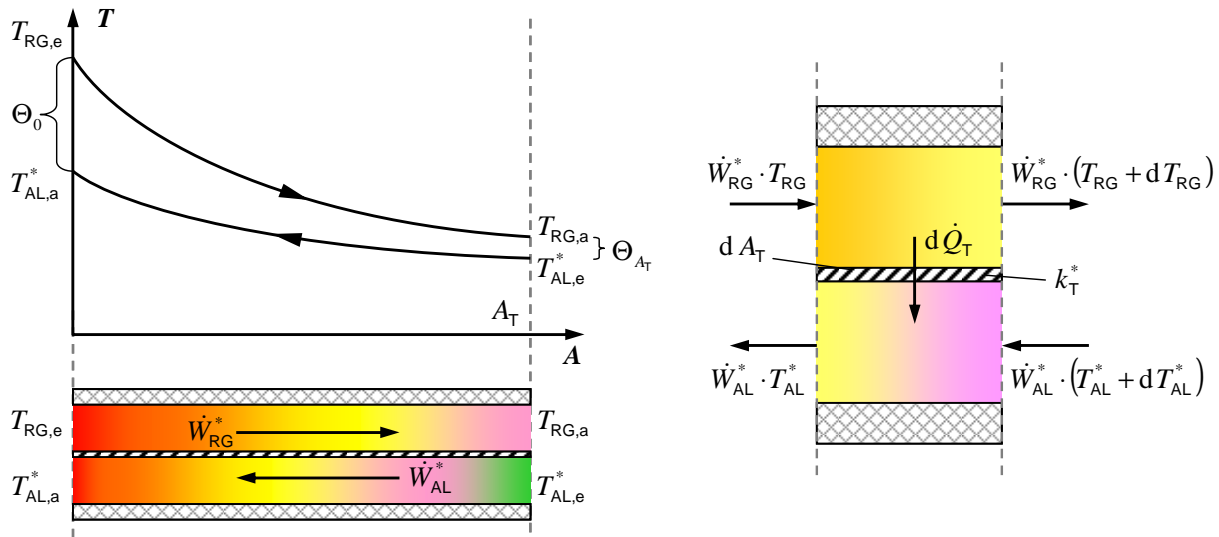 T
T_RG,e
Θ_0
T*_AL,a
T_RG,a
Θ_A_T
T*_AL,e
A_T
A
T_RG,e
Ẇ*_RG
T_RG,a
T*_AL,a
Ẇ*_AL
T*_AL,e
Ẇ*_RG · T_RG
Ẇ*_RG · (T_RG + d T_RG)
d A_T
d Q̇_T
k*_T
Ẇ*_AL · T*_AL
Ẇ*_AL · (T*_AL + d T*_AL)